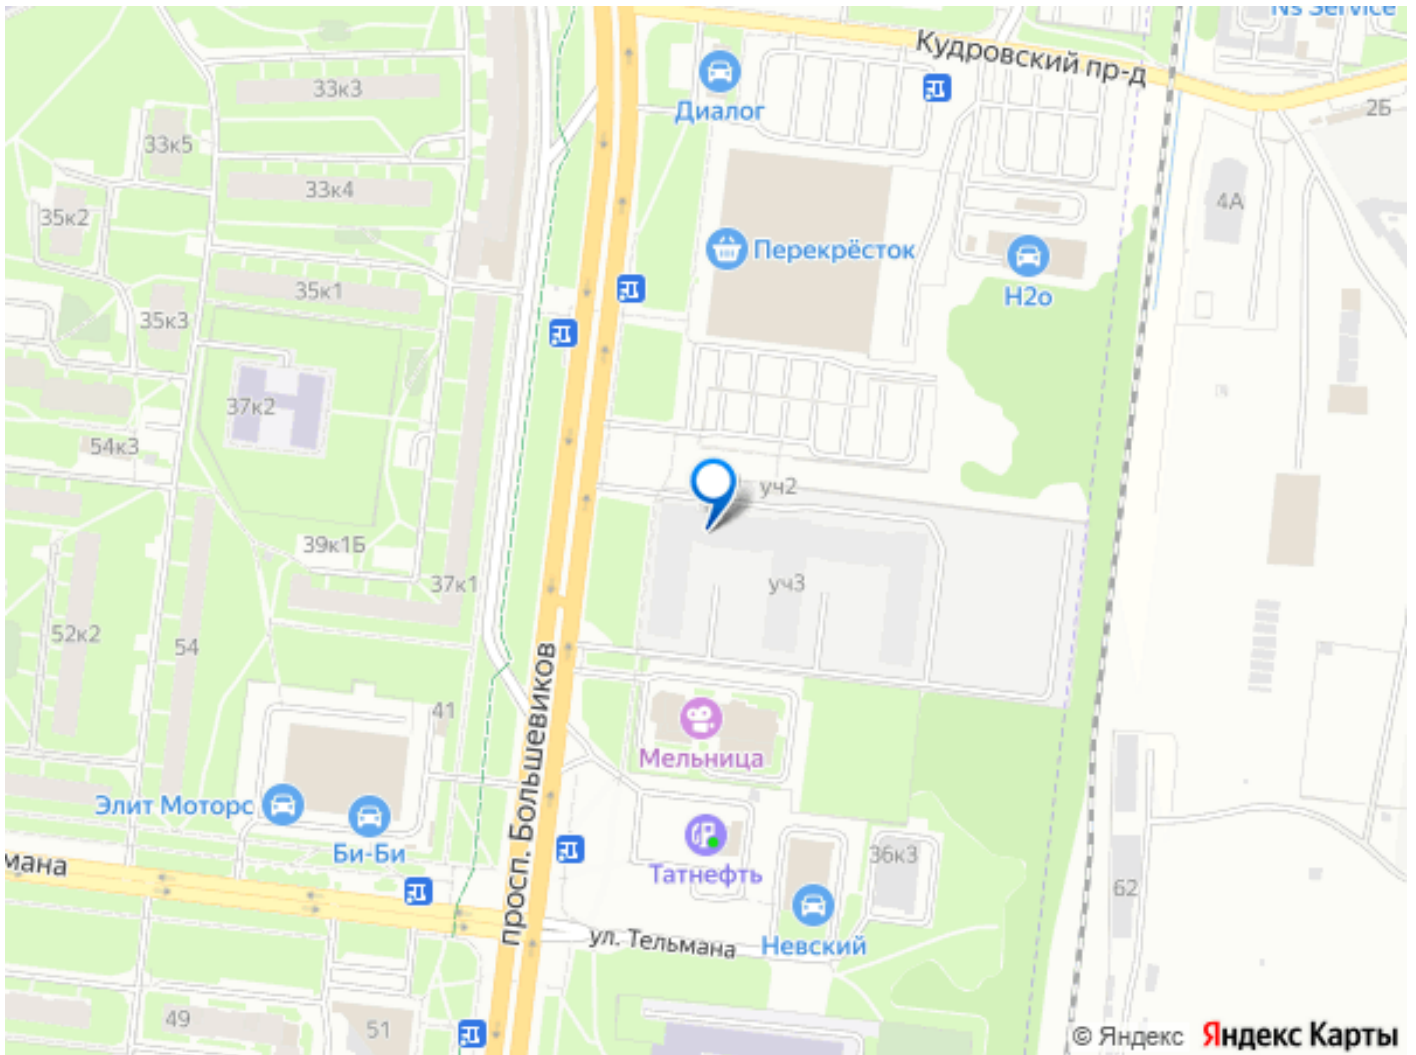 Ns Service
Кудровский пр-д
33к3
Диалог
2Б
33к5
33к4
4А
35к2
Перекрёсток
35к1
Н2о
35к3
37к2
54к3
уч2
39к1Б
37к1
уч3
52к2
54
просп. Большевиков
41
Мельница
Элит Моторс
Би-Би
Татнефть
36к3
мана
62
ул. Тельмана
Невский
49
51
© Яндекс Яндекс Карты